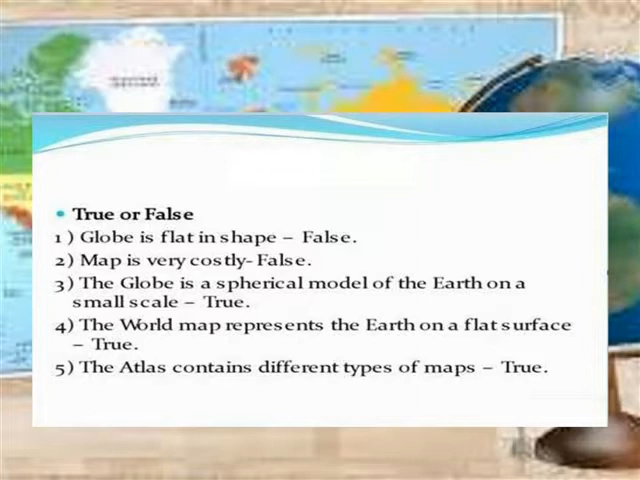 True or False
1 ) Globe is flat in shape – False.
2) Map is very costly- False.
3) The Globe is a spherical model of the Earth on a
small scale – True.
4) The World map represents the Earth on a flat surface
– True.
5) The Atlas contains different types of maps – True.